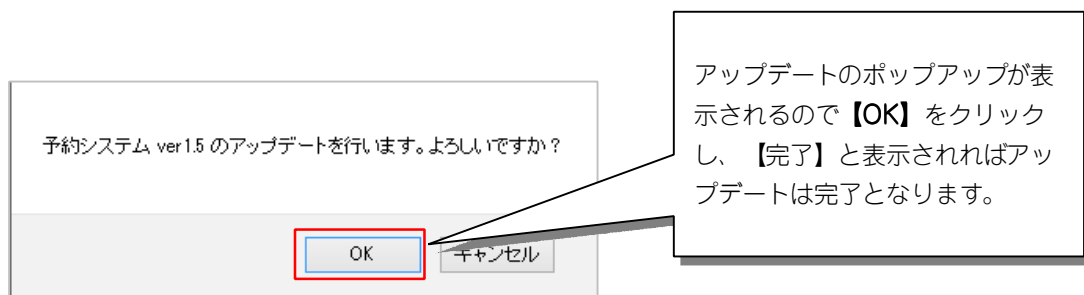 アップデートのポップアップが表
示されるので【OK】をクリック
し、【完了】と表示されればアッ
プデートは完了となります。
予約システム ver1.5 のアップデートを行います。よろしいですか？
OK
キャンセル